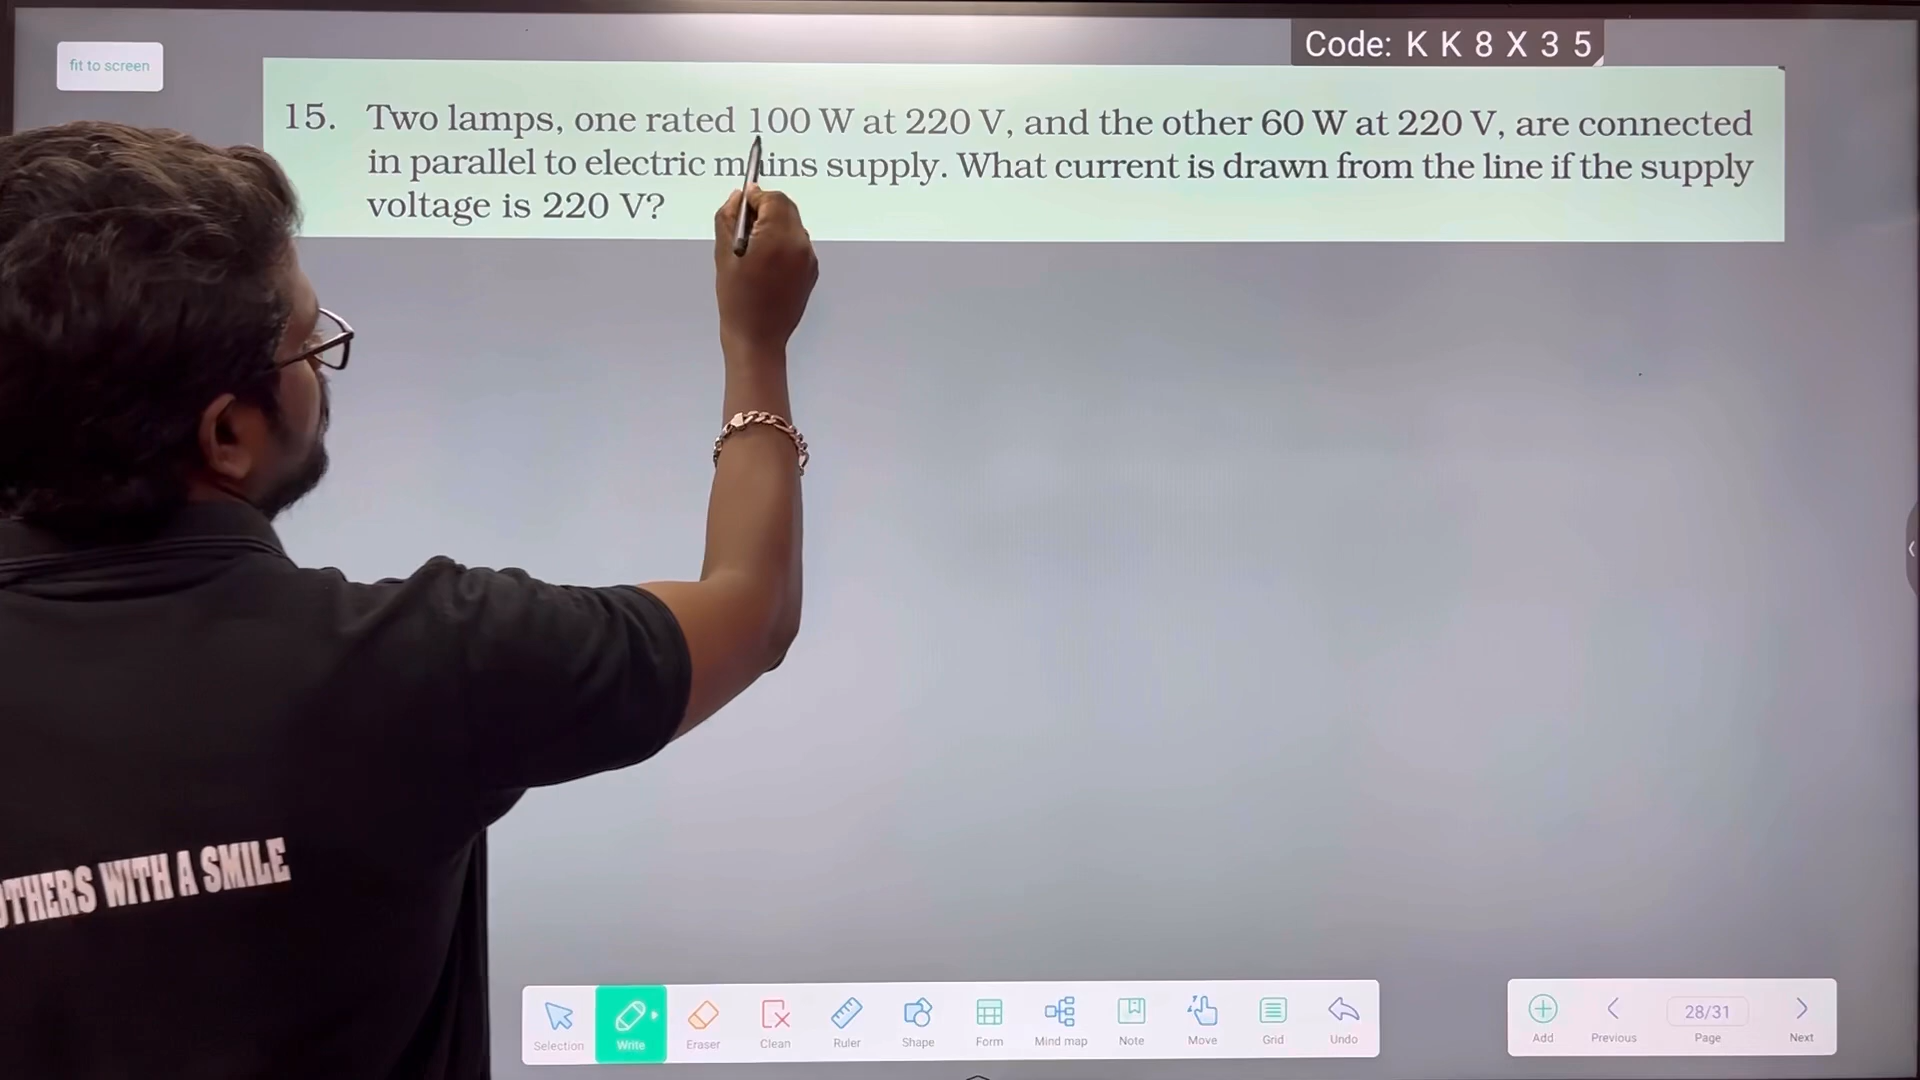 Code: K K 8 X 3 5
fit to screen
15. Two lamps, one rated 100 W at 220 V, and the other 60 W at 220 V, are connected
in parallel to electric mains supply. What current is drawn from the line if the supply
voltage is 220 V?
OTHERS WITH A SMILE
Selection
Write
Eraser
Clean
Ruler
Shape
Form
Mind map
Note
Move
Grid
Undo
Add
Previous
28/31
Page
Next